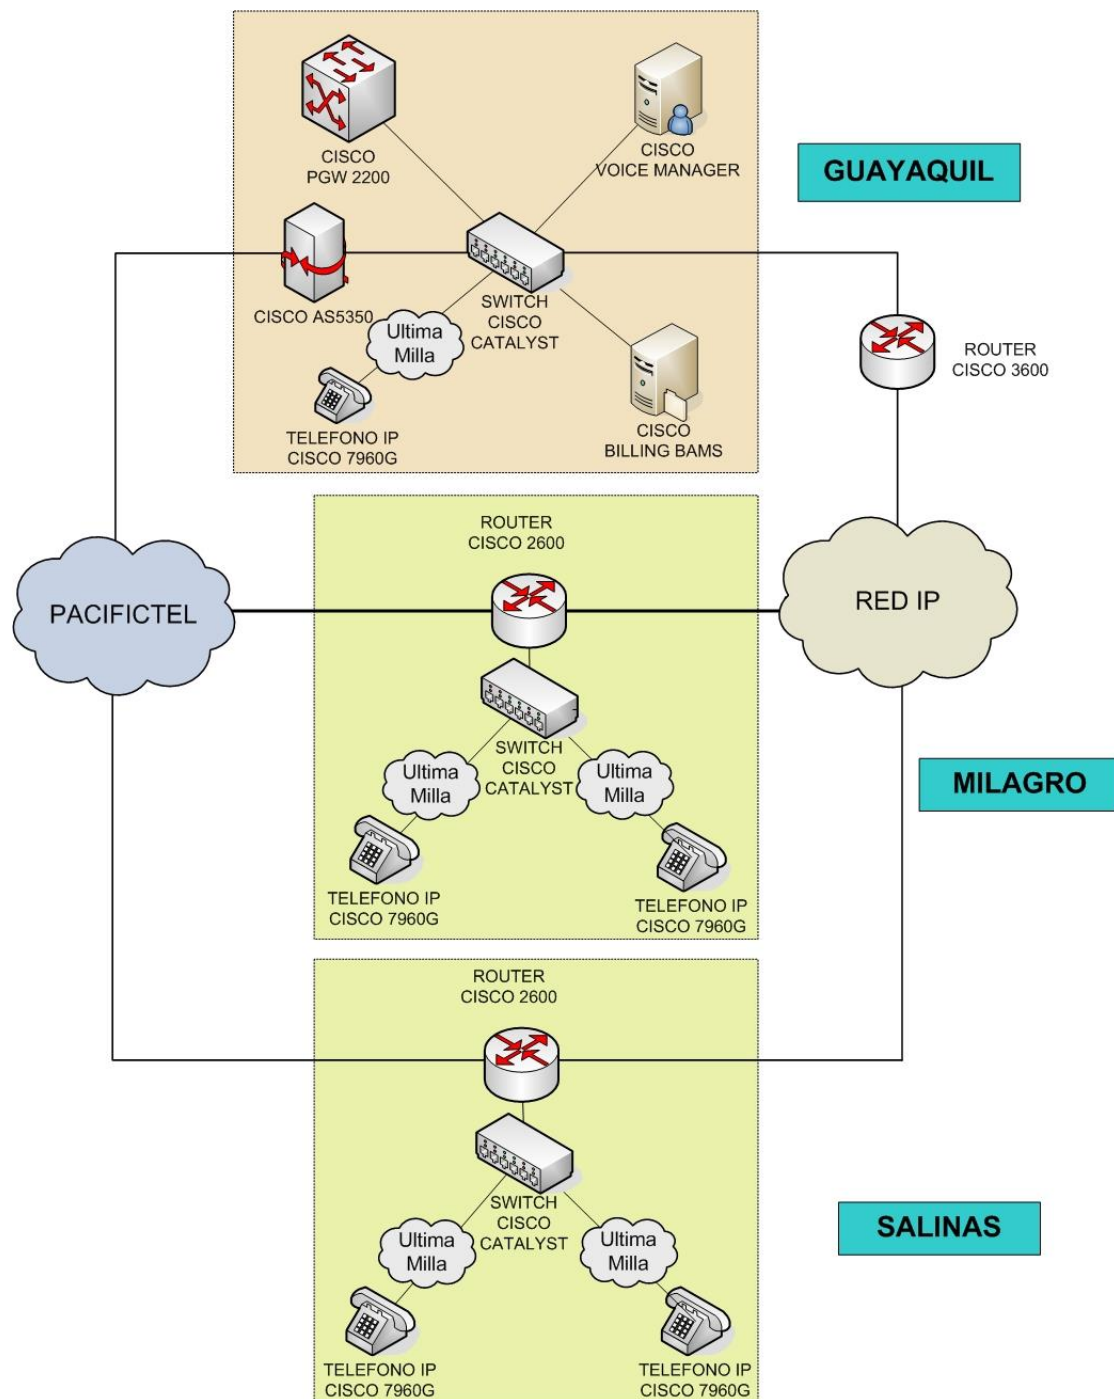 CISCO
PGW 2200
CISCO
VOICE MANAGER
GUAYAQUIL
CISCO AS5350
SWITCH
CISCO
CATALYST
Ultima
Milla
ROUTER
CISCO 3600
TELEFONO IP
CISCO 7960G
CISCO
BILLING BAMS
ROUTER
CISCO 2600
PACIFICTEL
RED IP
SWITCH
CISCO
CATALYST
Ultima
Milla
Ultima
Milla
MILAGRO
TELEFONO IP
CISCO 7960G
TELEFONO IP
CISCO 7960G
ROUTER
CISCO 2600
SWITCH
CISCO
CATALYST
Ultima
Milla
Ultima
Milla
SALINAS
TELEFONO IP
CISCO 7960G
TELEFONO IP
CISCO 7960G